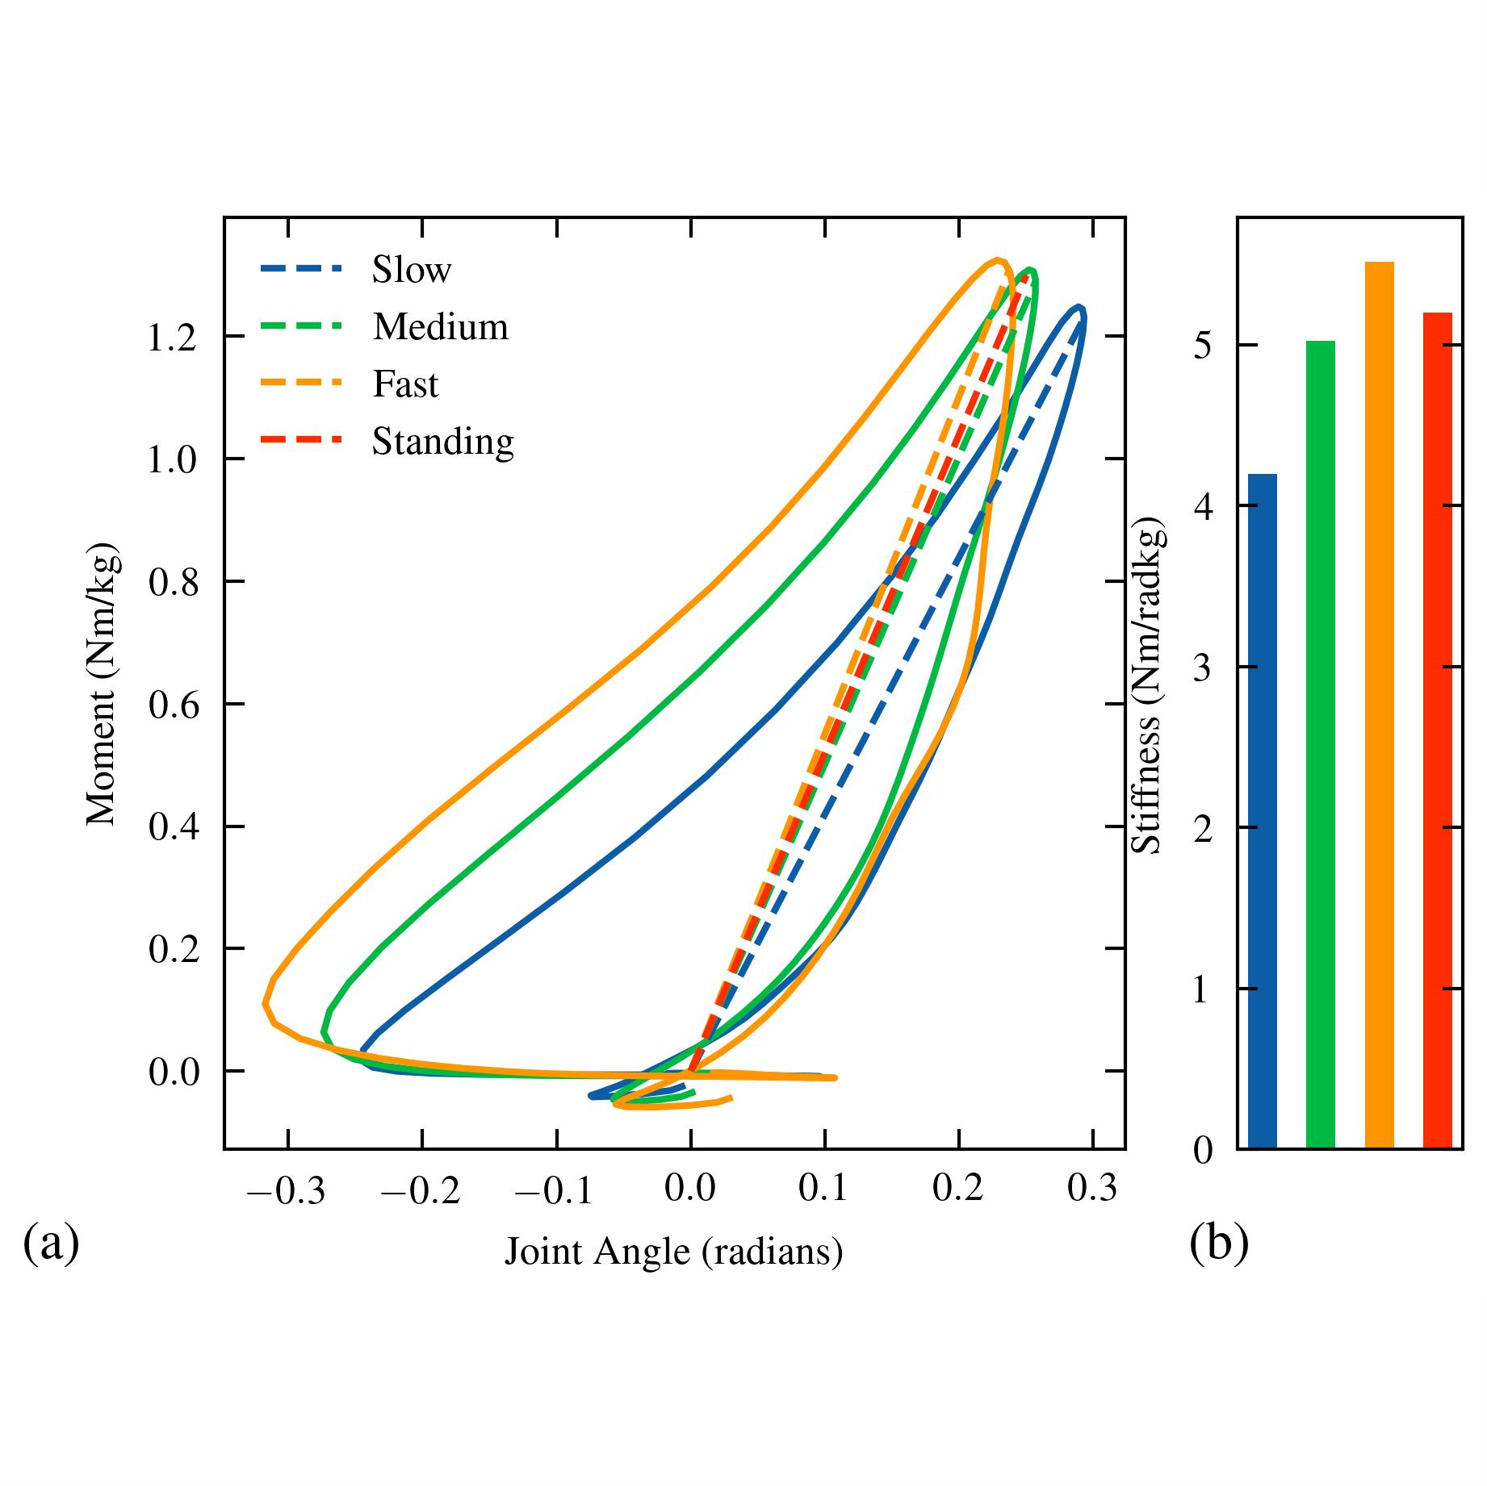 Slow
Medium
Fast
Standing
Moment (Nm/kg)
1.2
1.0
0.8
0.6
0.4
0.2
0.0
−0.3 −0.2 −0.1 0.0 0.1 0.2 0.3
Joint Angle (radians)
(a)
Stiffness (Nm/radkg)
5
4
3
2
1
0
(b)